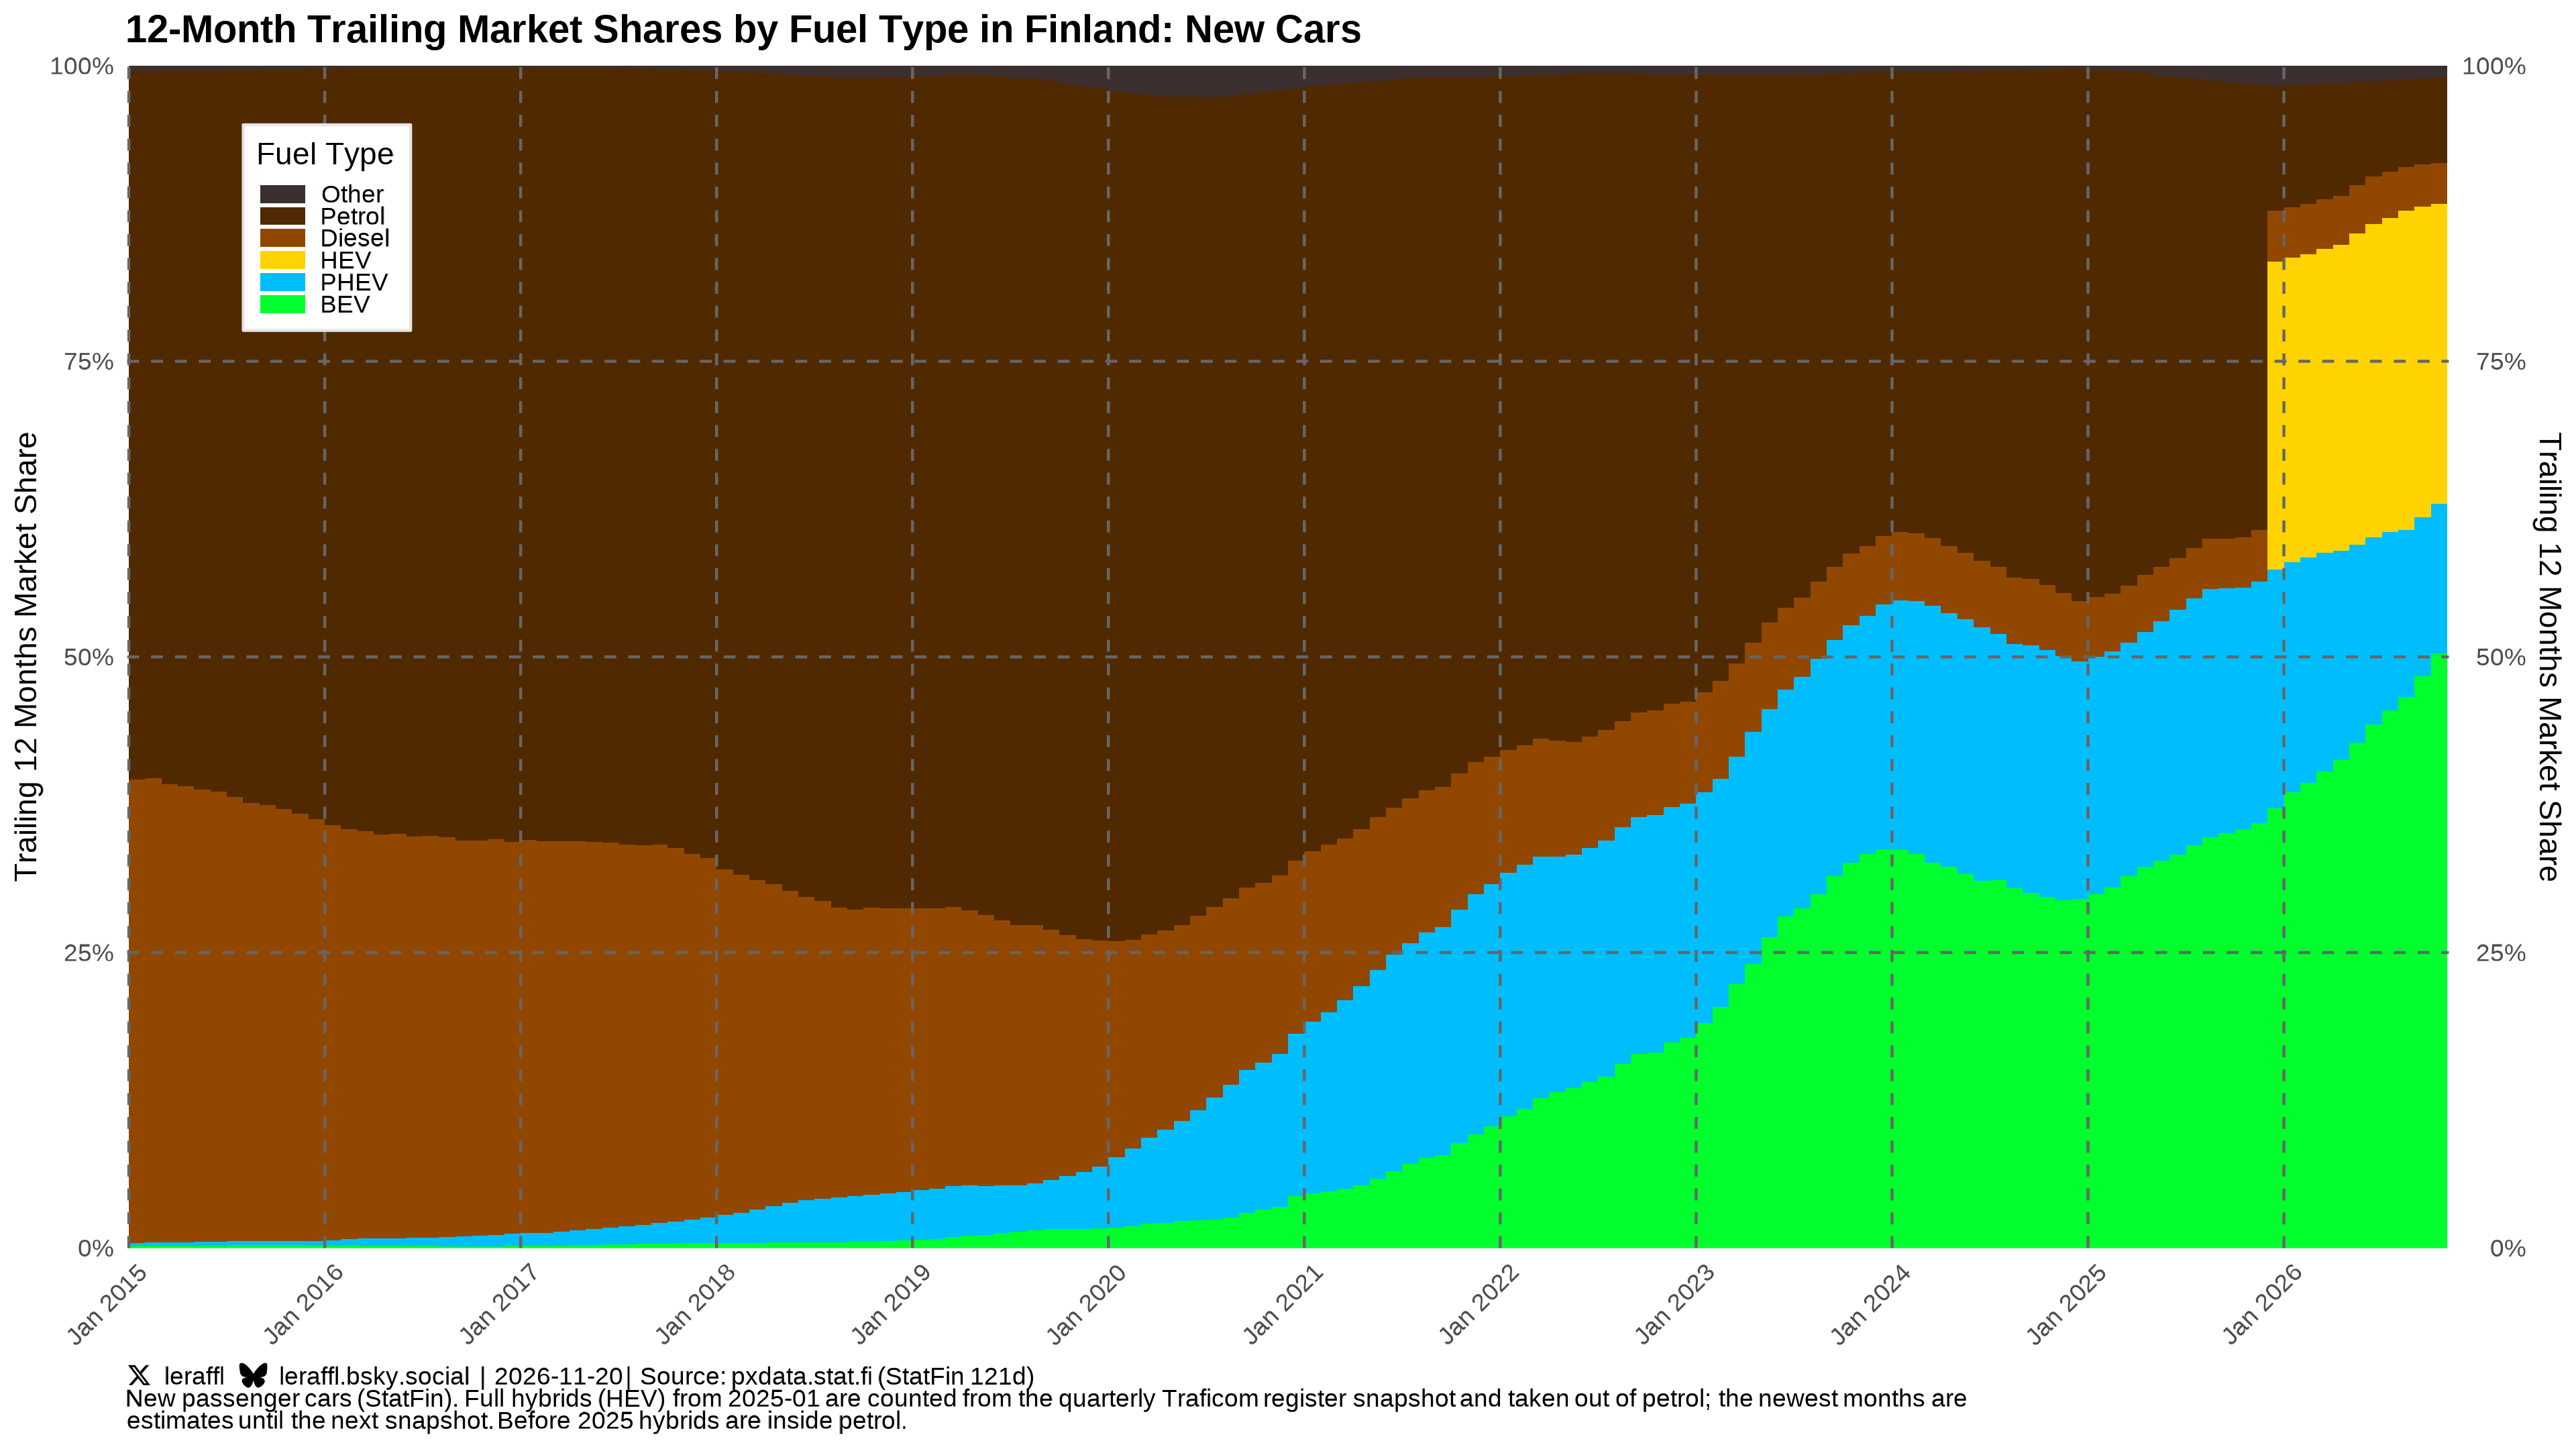 12-Month Trailing Market Shares by Fuel Type in Finland: New Cars
100%
100%
Fuel Type
Other
Petrol
Diesel
HEV
PHEV
BEV
75%
75%
Trailing 12 Months Market Share
Trailing 12 Months Market Share
50%
50%
25%
25%
0%
0%
Jan 2015
Jan 2016
Jan 2017
Jan 2018
Jan 2019
Jan 2020
Jan 2021
Jan 2022
Jan 2023
Jan 2024
Jan 2025
Jan 2026
leraffl leraffl.bsky.social | 2026-11-20| Source: pxdata.stat.fi (StatFin 121d)
New passenger cars (StatFin). Full hybrids (HEV) from 2025-01 are counted from the quarterly Traficom register snapshot and taken out of petrol; the newest months are
estimates until the next snapshot. Before 2025 hybrids are inside petrol.